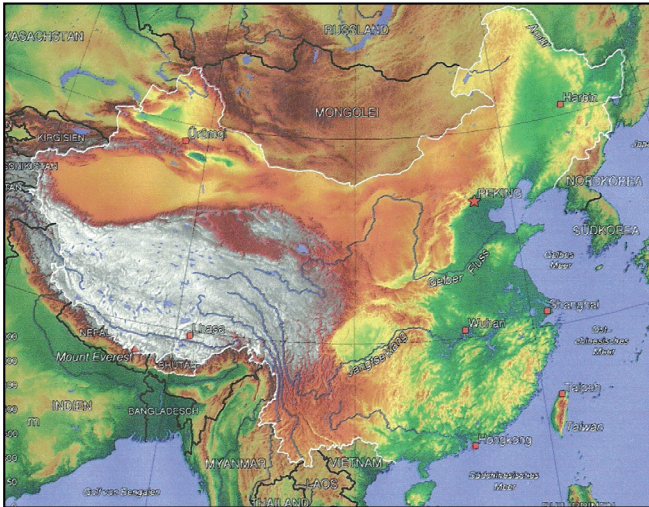 KASACHSTAN
RUSSLAND
Amur
Harbin
MONGOLEI
KIRGISIEN
Ürümqi
PEKING
NORDKOREA
SÜDKOREA
Gelbes
Meer
Gelber Fluss
Shanghai
Ost-
chinesisches
Meer
Wuhan
Lhasa
NEPAL
Mount Everest
BHUTAN
Jangtsekiang
Taipeh
Taiwan
INDIEN
BANGLADESCH
Hongkong
MYANMAR
VIETNAM
LAOS
Südchinesisches
Meer
Golf von Bengalen
THAILAND
m
50